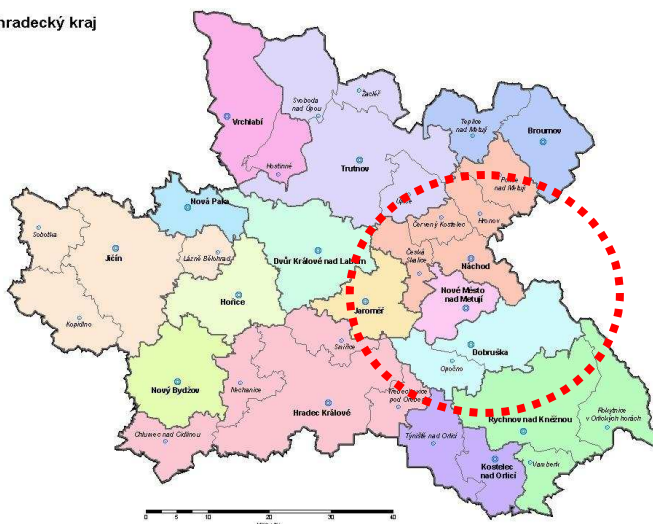 hradecký kraj
Vrchlabí
Svoboda
nad Úpou
Žacléř
Hostinné
Trutnov
Teplice
nad Metují
Broumov
nad Metují
Hronov
Červený Kostelec
Česká
Skalice
Náchod
Nové Město
nad Metují
Nová Paka
Sobotka
Jičín
Lázně Bělohrad
Dvůr Králové nad Labem
Hořice
Jaroměř
Kopidlno
Smiřice
Dobruška
Opočno
Nový Bydžov
Nechanice
Hradec Králové
pod Orebem
Rychnov nad Kněžnou
Rokytnice
v Orlických horách
Chlumec nad Cidlinou
Týniště nad Orlicí
Kostelec
nad Orlicí
Vamberk
0 5 10 20 30 40